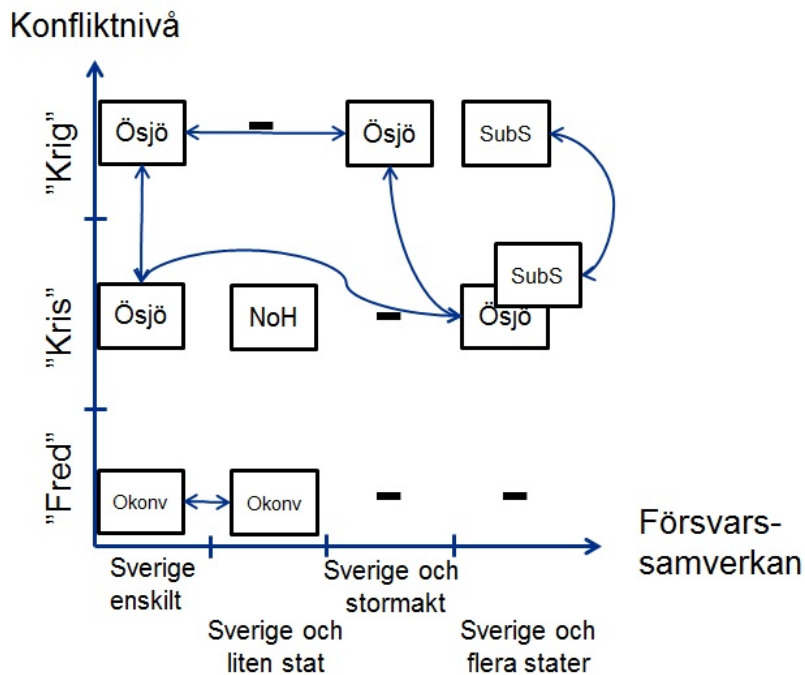 Konfliktnivå
"Krig"
Ösjö
-
Ösjö
SubS
"Kris"
Ösjö
NoH
-
Ösjö
SubS
"Fred"
Okonv
Okonv
-
-
Försvars-
samverkan
Sverige
enskilt
Sverige och
liten stat
Sverige och
stormakt
Sverige och
flera stater